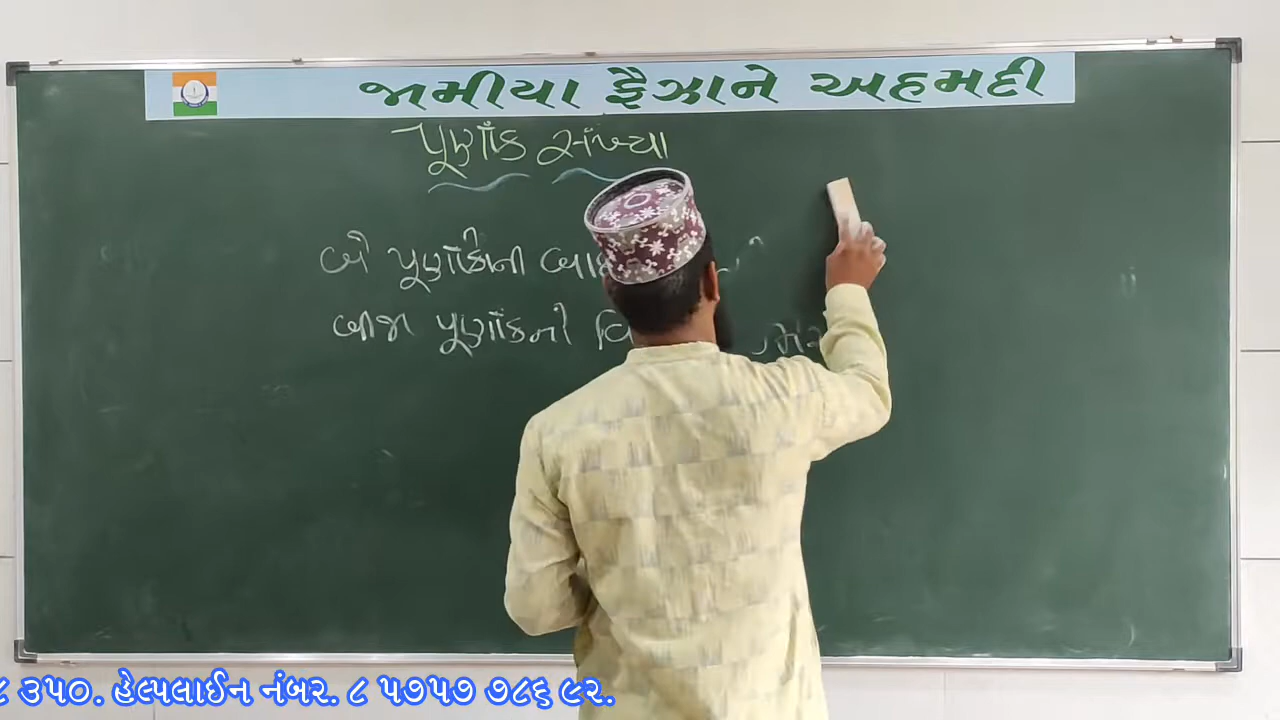 જામીયા ફૈઝાને અહમદી
પૂર્ણાંક સંખ્યા
બે પૂર્ણાંકોની
બીજા પૂર્ણાંકની
૩૫૦. હેલ્પલાઈન નંબર. ૮ ૫૭૫૭ ૭૮૬ ૯૨.